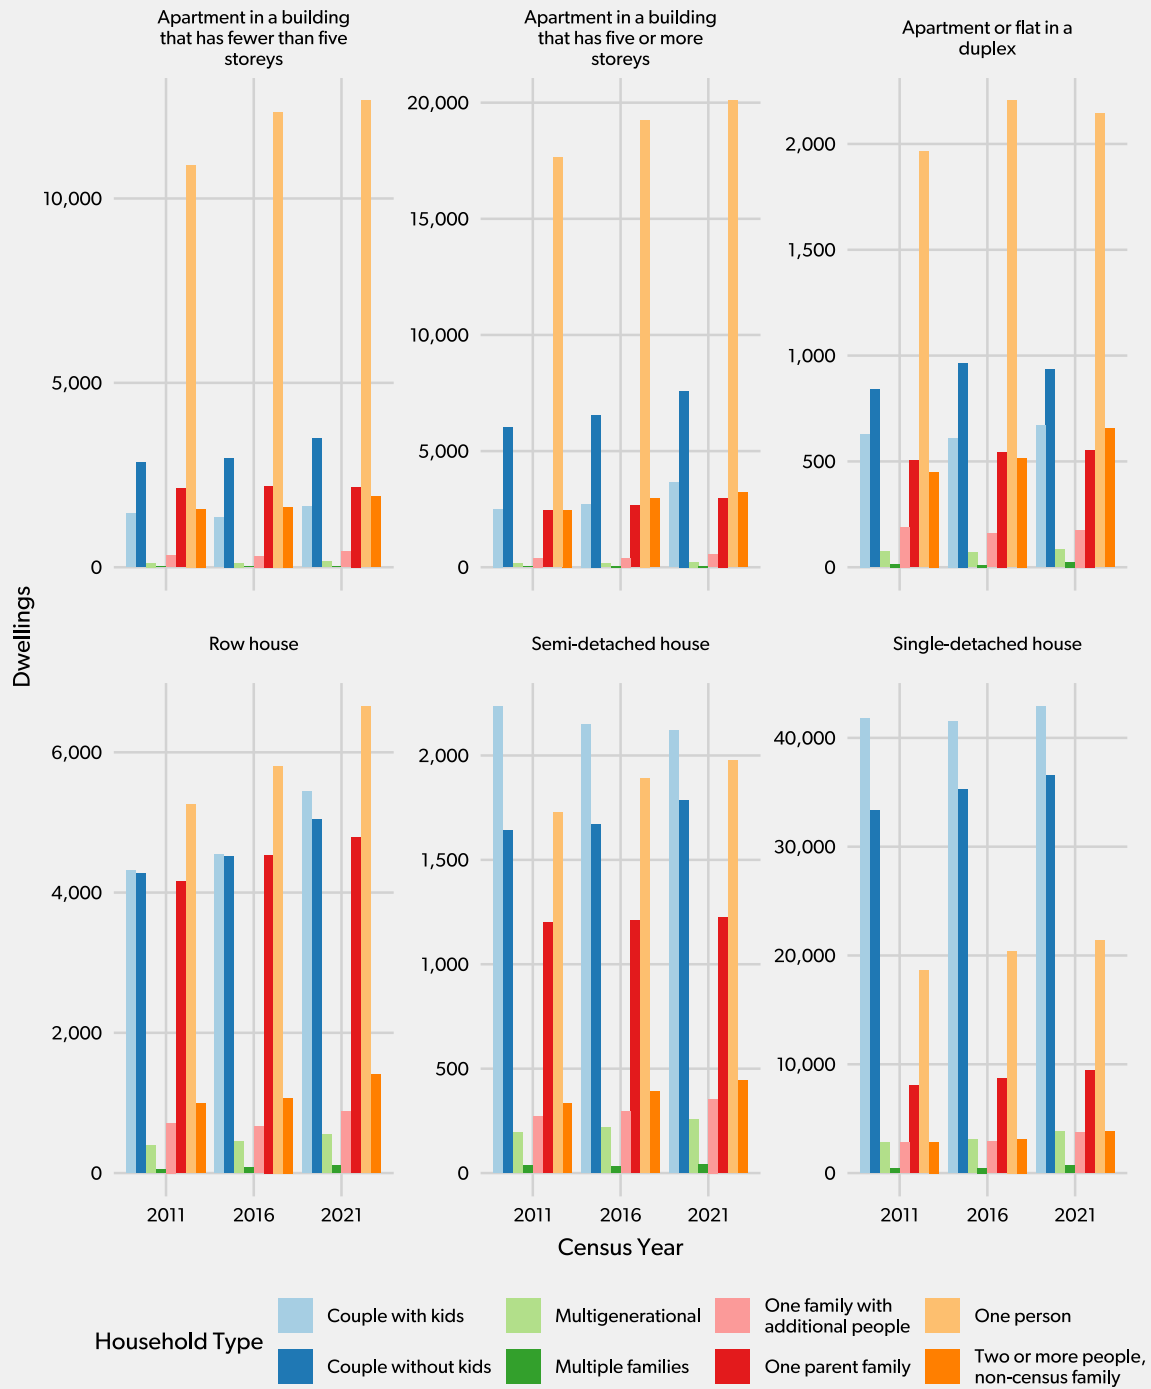 Apartment in a building
that has fewer than five
storeys
Apartment in a building
that has five or more
storeys
Apartment or flat in a
duplex
10,000
5,000
0
20,000
15,000
10,000
5,000
0
2,000
1,500
1,000
500
0
Dwellings
Row house
Semi-detached house
Single-detached house
6,000
4,000
2,000
0
2,000
1,500
1,000
500
0
40,000
30,000
20,000
10,000
0
2011
2016
2021
2011
2016
2021
2011
2016
2021
Census Year
Household Type
Couple with kids
Couple without kids
Multigenerational
Multiple families
One family with
additional people
One parent family
One person
Two or more people,
non-census family